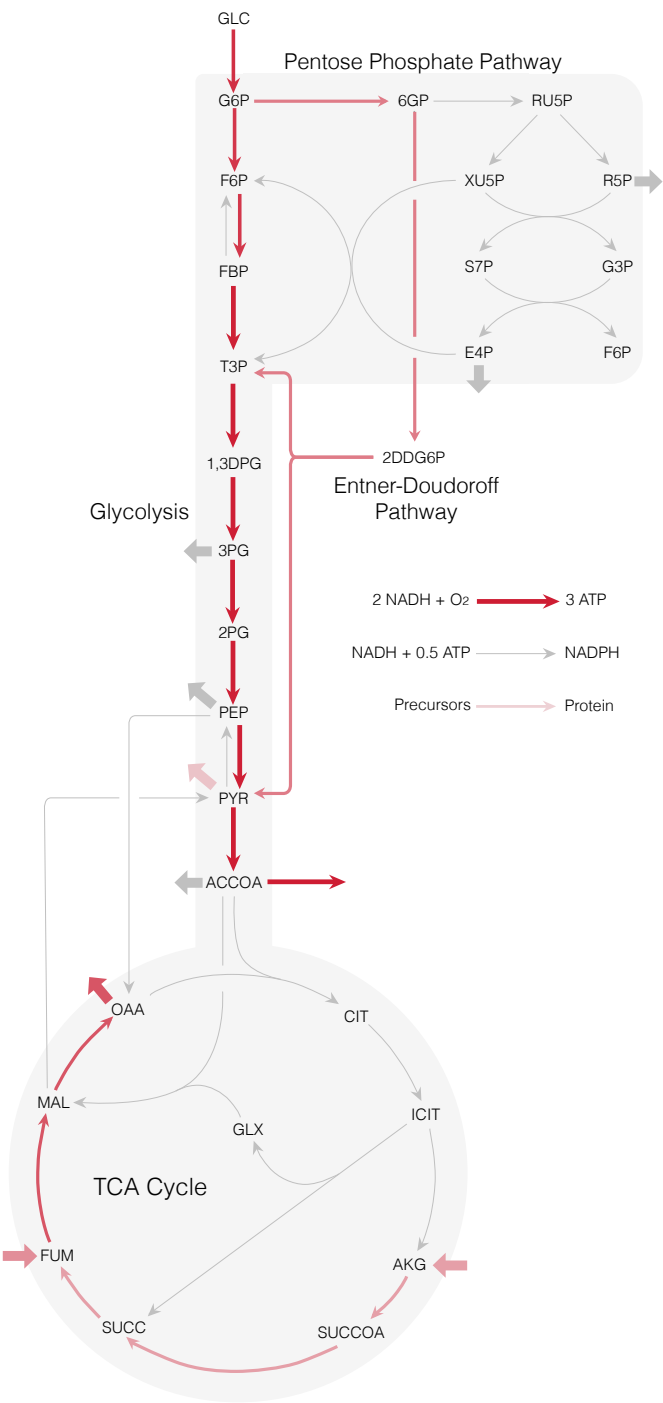 GLC
Pentose Phosphate Pathway
G6P 6GP RU5P
F6P XU5P R5P
FBP S7P G3P
T3P E4P F6P
1,3DPG 2DDG6P
Entner-Doudoroff
Pathway
Glycolysis
3PG
2 NADH + O2 3 ATP
2PG
NADH + 0.5 ATP NADPH
Precursors Protein
PEP
PYR
ACCOA
OAA CIT
MAL GLX ICIT
TCA Cycle
FUM AKG
SUCC SUCCOA